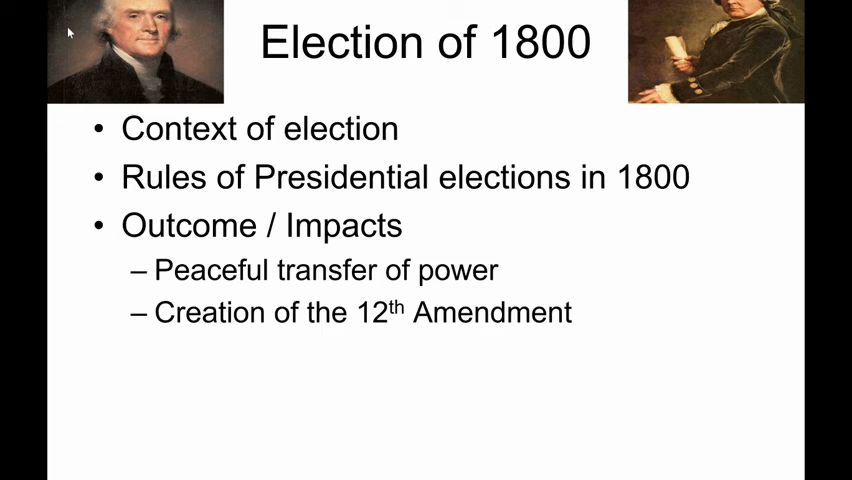 Election of 1800
• Context of election
• Rules of Presidential elections in 1800
• Outcome / Impacts
– Peaceful transfer of power
– Creation of the 12th Amendment